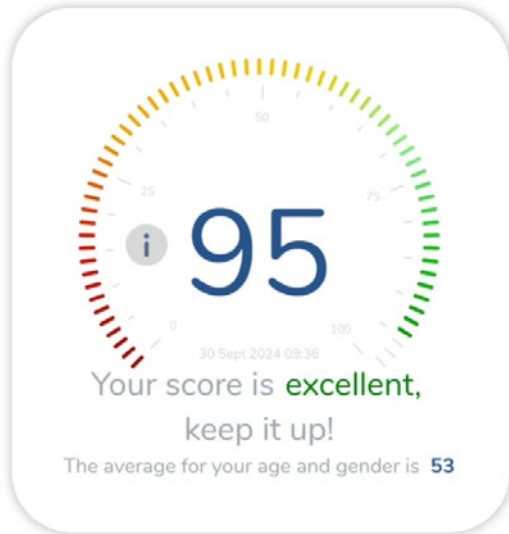 50
25
75
i
95
0
100
30 Sept 2024 09:36
Your score is excellent,
keep it up!
The average for your age and gender is 53